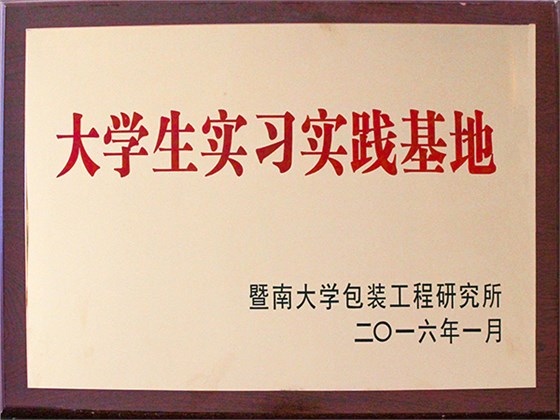 大学生实习实践基地
暨南大学包装工程研究所
二〇一六年一月